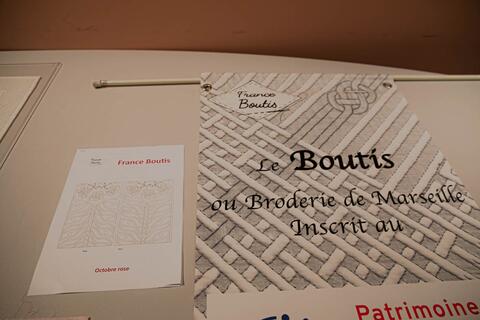 France Boutis
Octobre rose
France
Boutis
Le Boutis
ou Broderie de Marseille
Inscrit au
Patrimoine